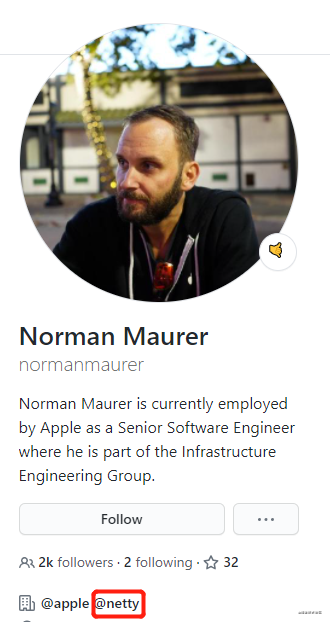 Norman Maurer
normanmaurer
Norman Maurer is currently employed
by Apple as a Senior Software Engineer
where he is part of the Infrastructure
Engineering Group.
Follow
2k followers · 2 following · 32
@apple @netty